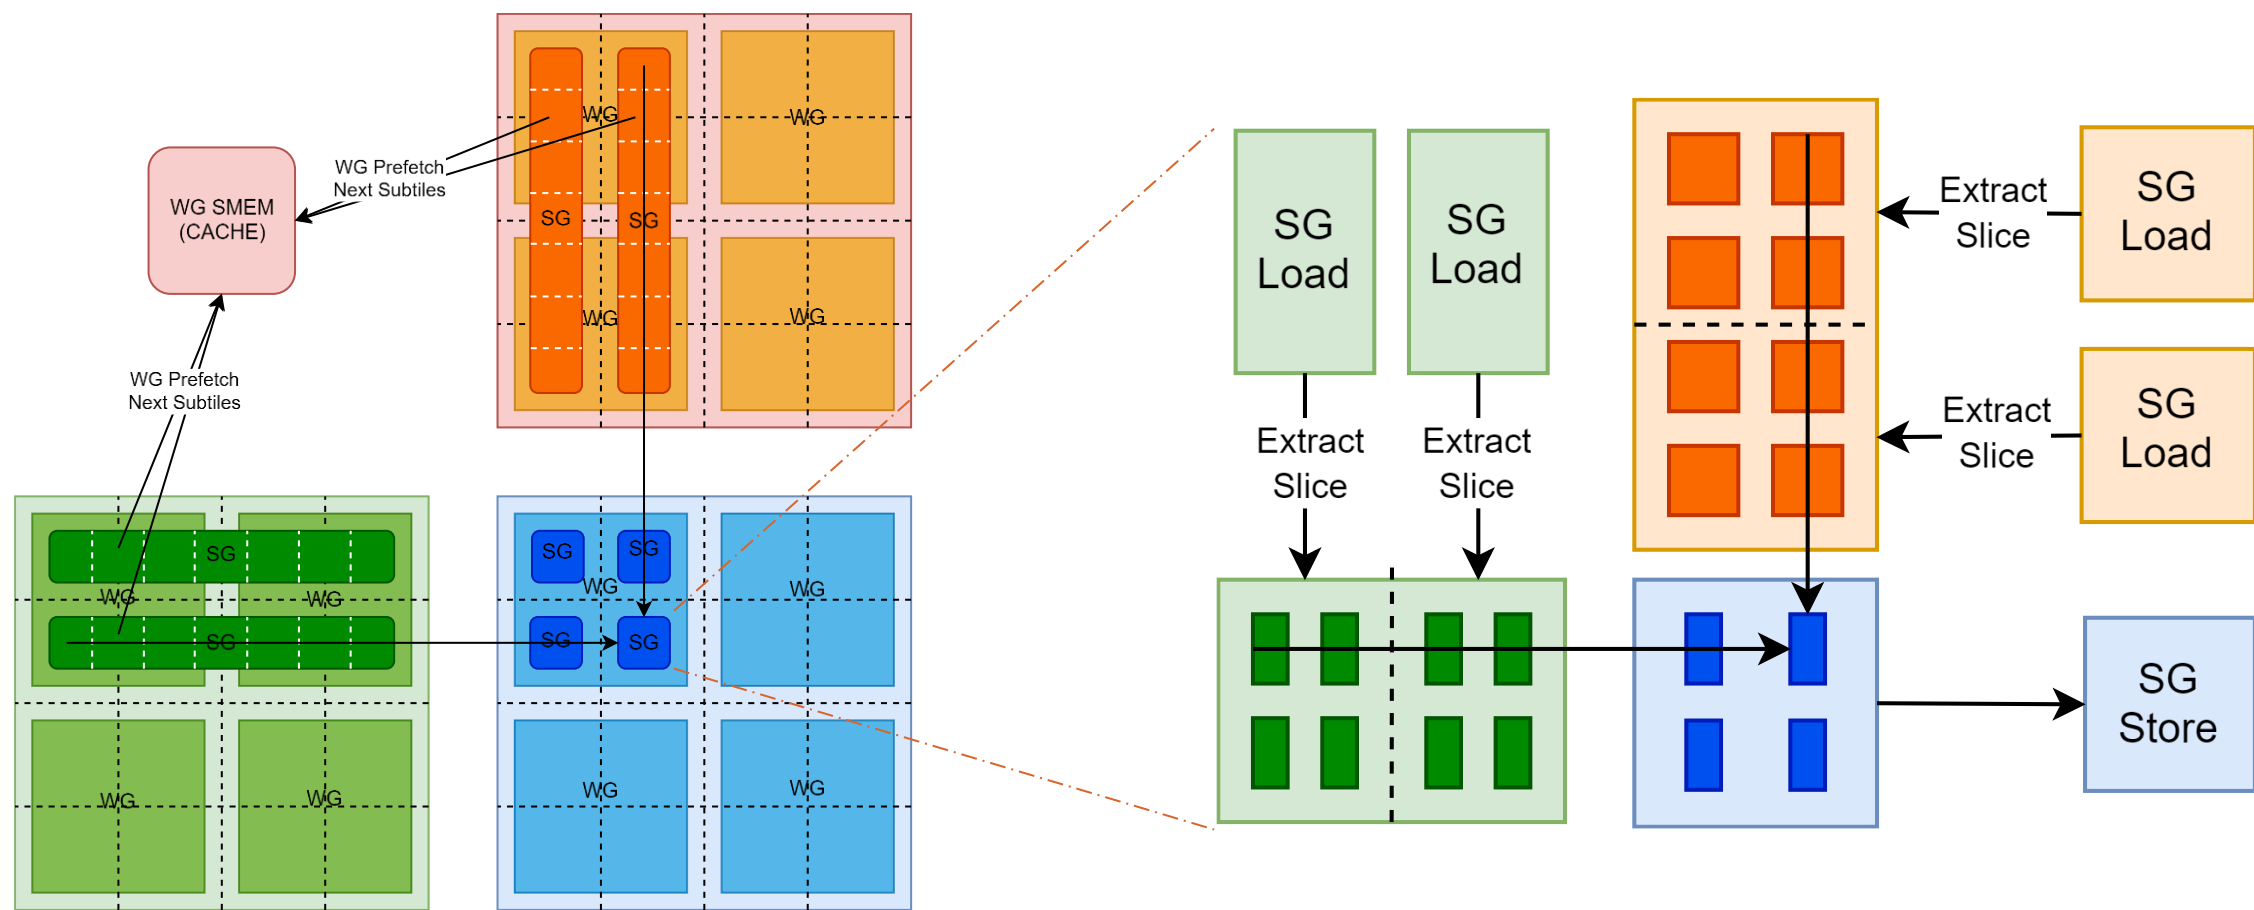 WG
WG
WG Prefetch
Next Subtiles
WG SMEM
(CACHE)
SG
SG
WG
WG
WG Prefetch
Next Subtiles
SG
WG
WG
SG
WG
WG
SG
SG
WG
WG
SG
SG
WG
WG
SG
Load
SG
Load
Extract
Slice
Extract
Slice
Extract
Slice
SG
Load
Extract
Slice
SG
Load
SG
Store